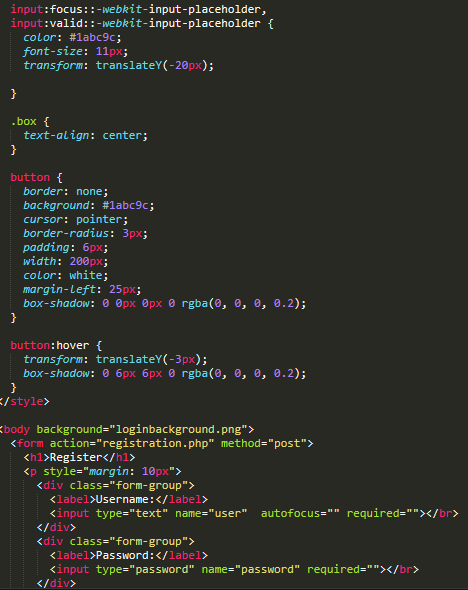 input:focus::-webkit-input-placeholder,
input:valid::-webkit-input-placeholder {
  color: #1abc9c;
  font-size: 11px;
  transform: translateY(-20px);

}

.box {
  text-align: center;
}

button {
  border: none;
  background: #1abc9c;
  cursor: pointer;
  border-radius: 3px;
  padding: 6px;
  width: 200px;
  color: white;
  margin-left: 25px;
  box-shadow: 0 0px 0px 0 rgba(0, 0, 0, 0.2);
}

button:hover {
  transform: translateY(-3px);
  box-shadow: 0 6px 6px 0 rgba(0, 0, 0, 0.2);
}
</style>

<body background="loginbackground.png">
  <form action="registration.php" method="post">
    <h1>Register</h1>
    <p style="margin: 10px">
      <div class="form-group">
        <label>Username:</label>
        <input type="text" name="user"  autofocus="" required=""></br>
      </div>
      <div class="form-group">
        <label>Password:</label>
        <input type="password" name="password" required=""></br>
      </div>